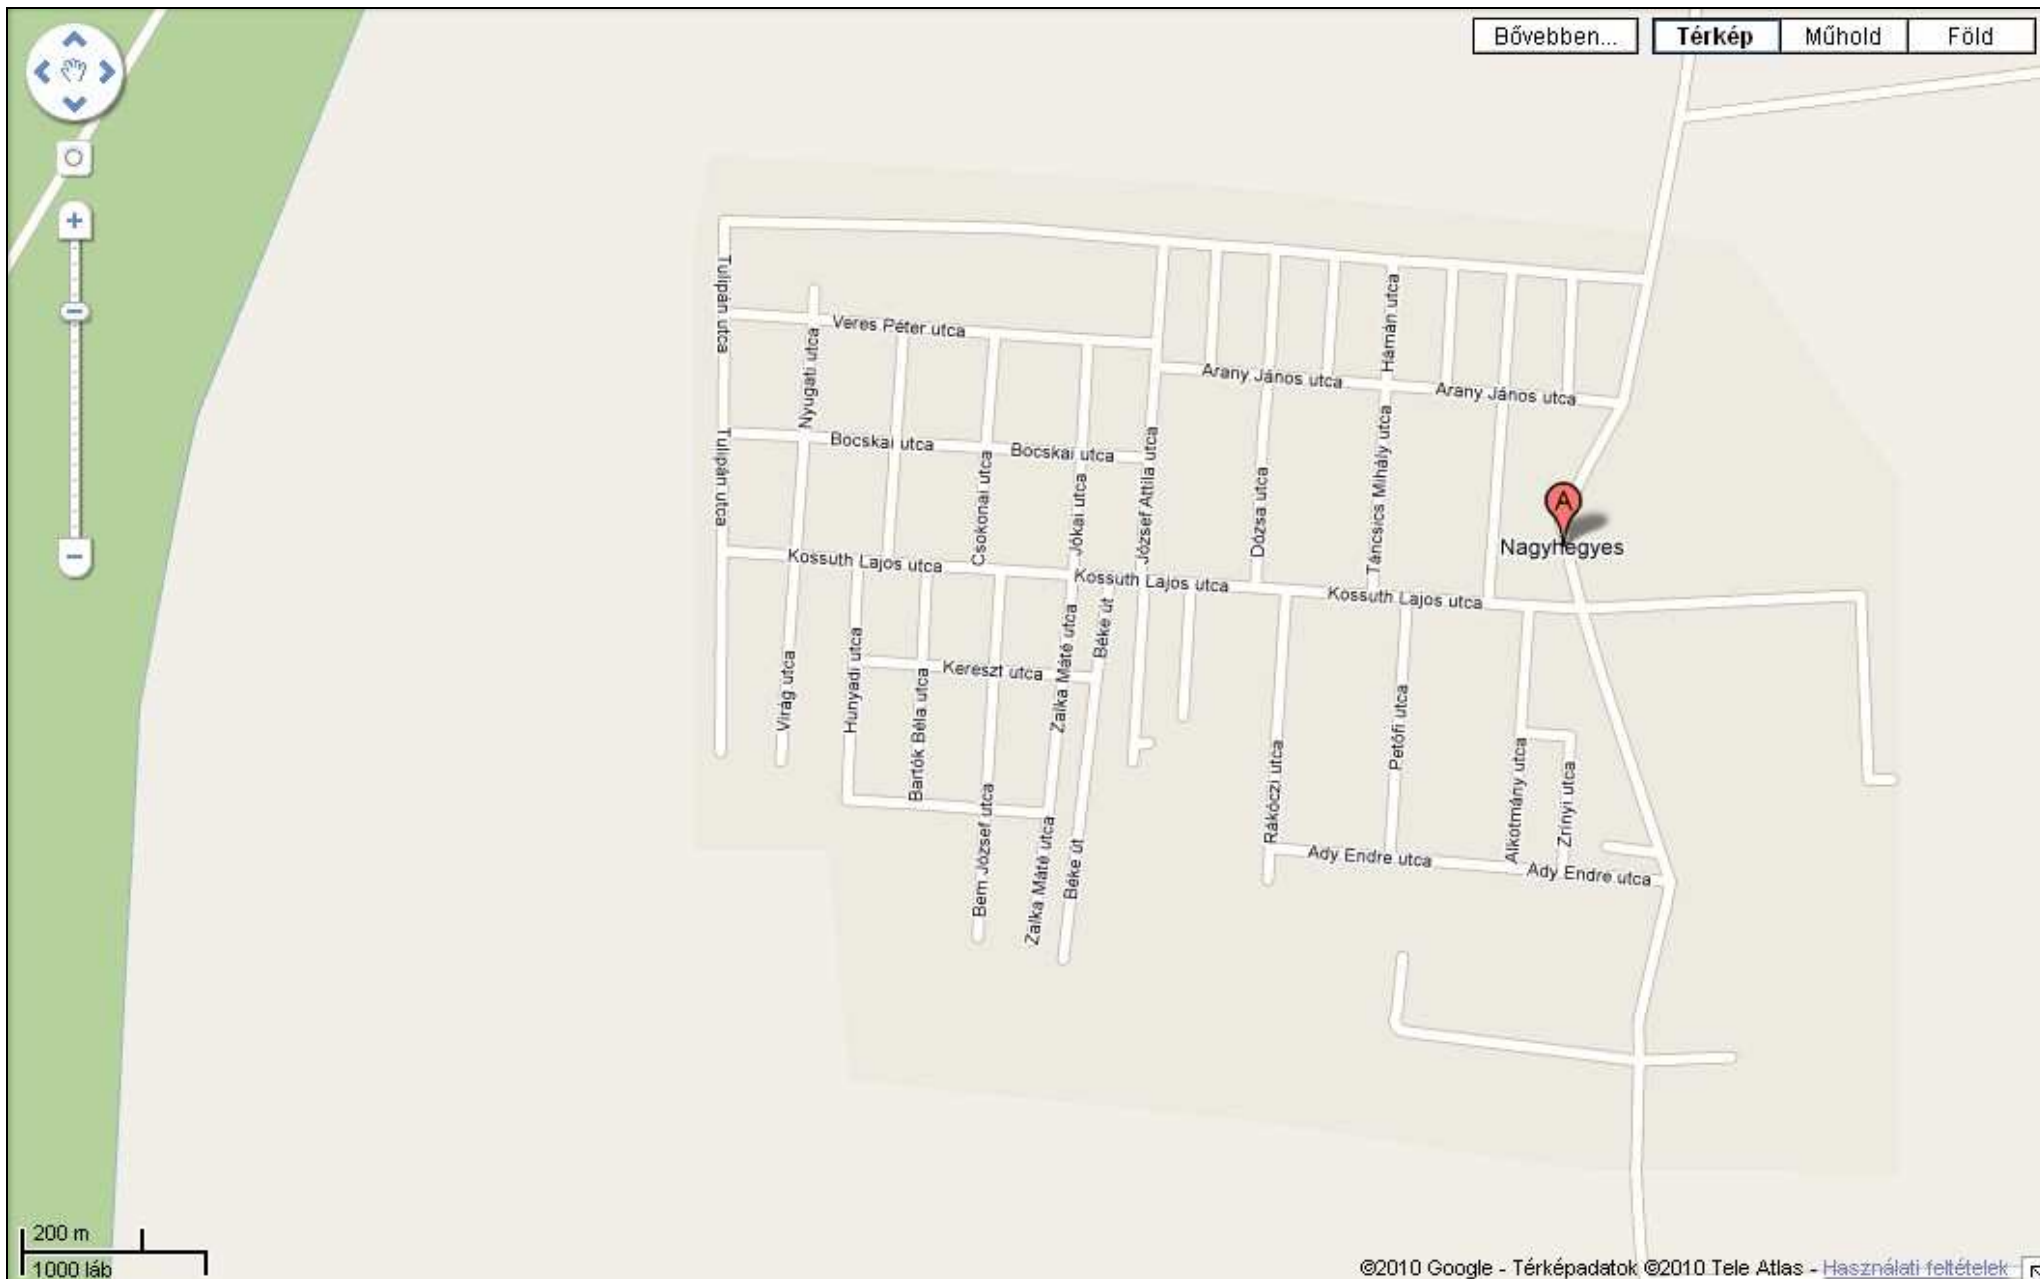 Bővebben...
Térkép
Műhold
Föld
+
−
Tulipán utca
Nyugati utca
Veres Péter utca
Hámán utca
Arany János utca
Arany János utca
Tulipán utca
Bocskai utca
Bocskai utca
Csokonai utca
Jókai utca
József Attila utca
Dózsa utca
Táncsics Mihály utca
A
Nagyhegyes
Kossuth Lajos utca
Kossuth Lajos utca
Kossuth Lajos utca
Virág utca
Hunyadi utca
Bartók Béla utca
Kereszt utca
Zalka Máté utca
Béke út
Rákóczi utca
Petőfi utca
Alkotmány utca
Zrínyi utca
Bem József utca
Zalka Máté utca
Béke út
Ady Endre utca
Ady Endre utca
200 m
1000 láb
©2010 Google - Térképadatok ©2010 Tele Atlas - Használati feltételek